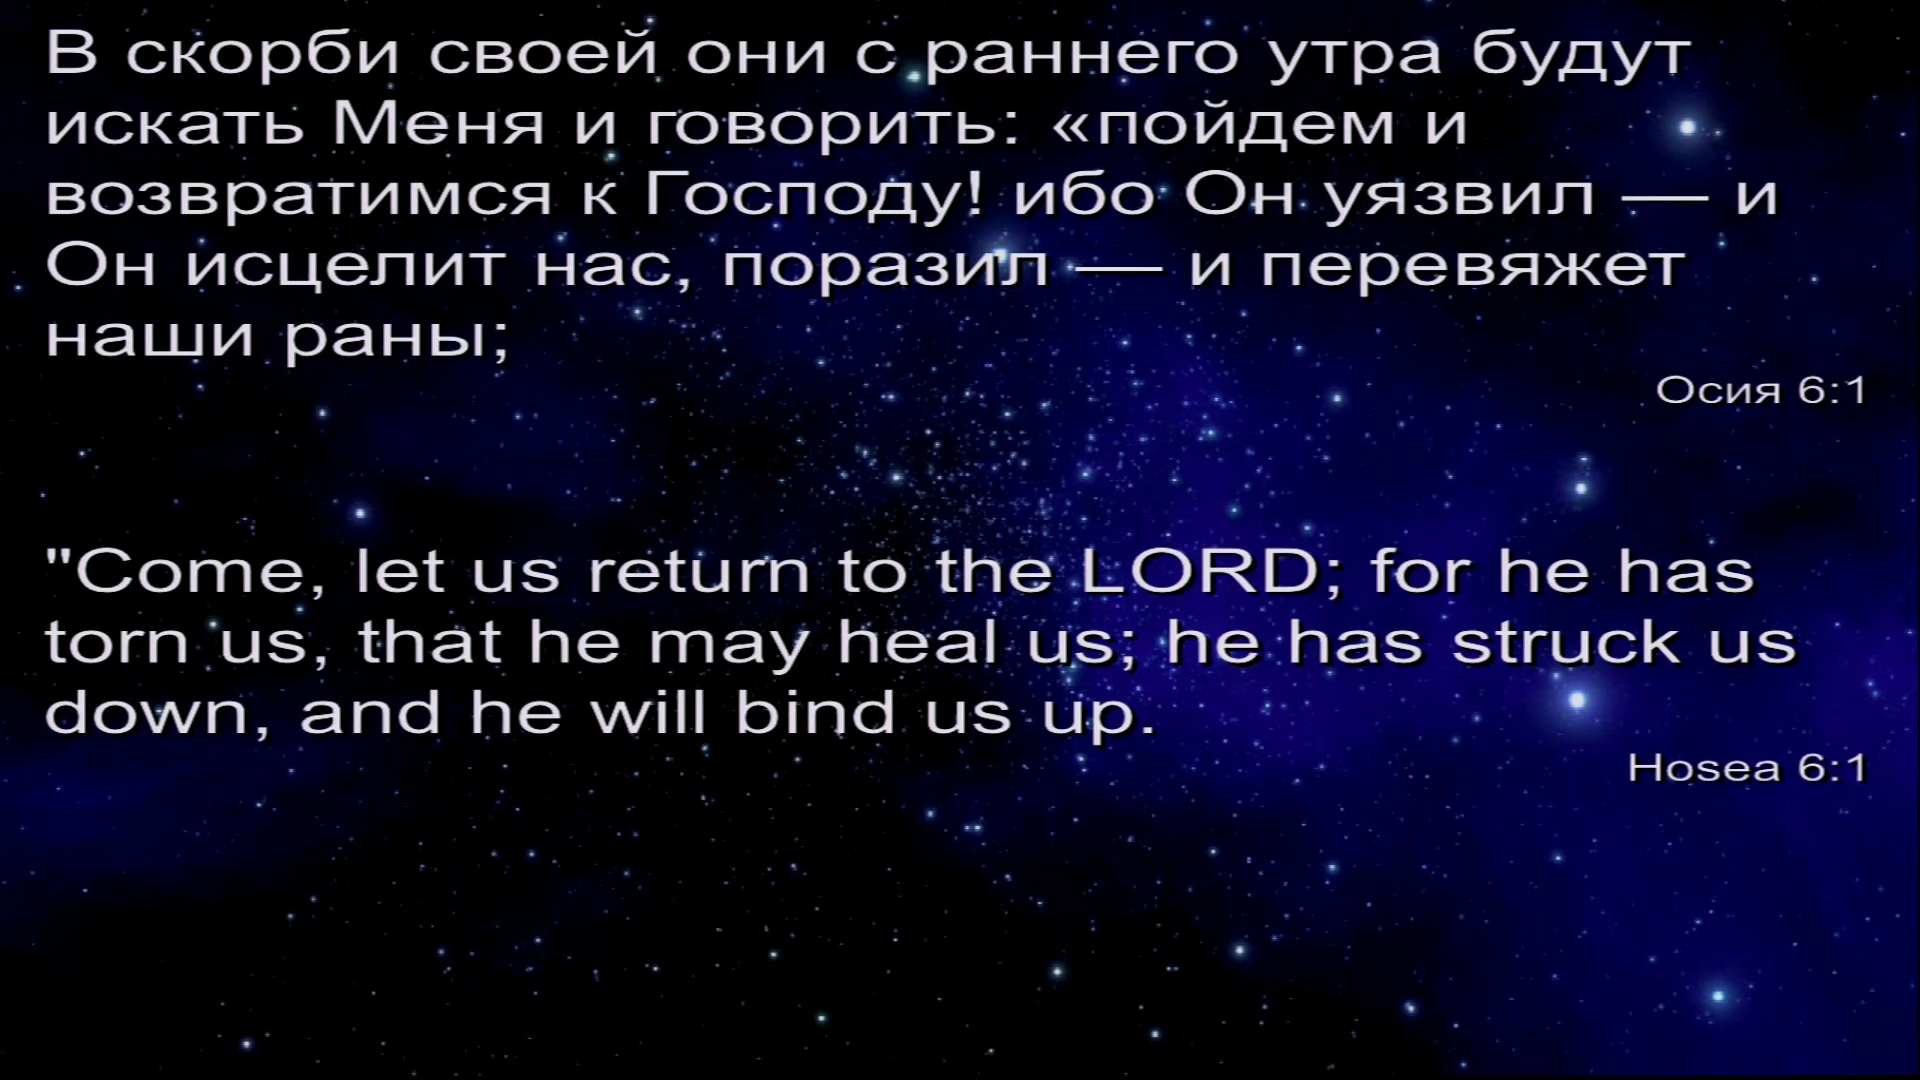 В скорби своей они с раннего утра будут
искать Меня и говорить: «пойдем и
возвратимся к Господу! ибо Он уязвил — и
Он исцелит нас, поразил — и перевяжет
наши раны;
Осия 6:1
"Come, let us return to the LORD; for he has
torn us, that he may heal us; he has struck us
down, and he will bind us up.
Hosea 6:1